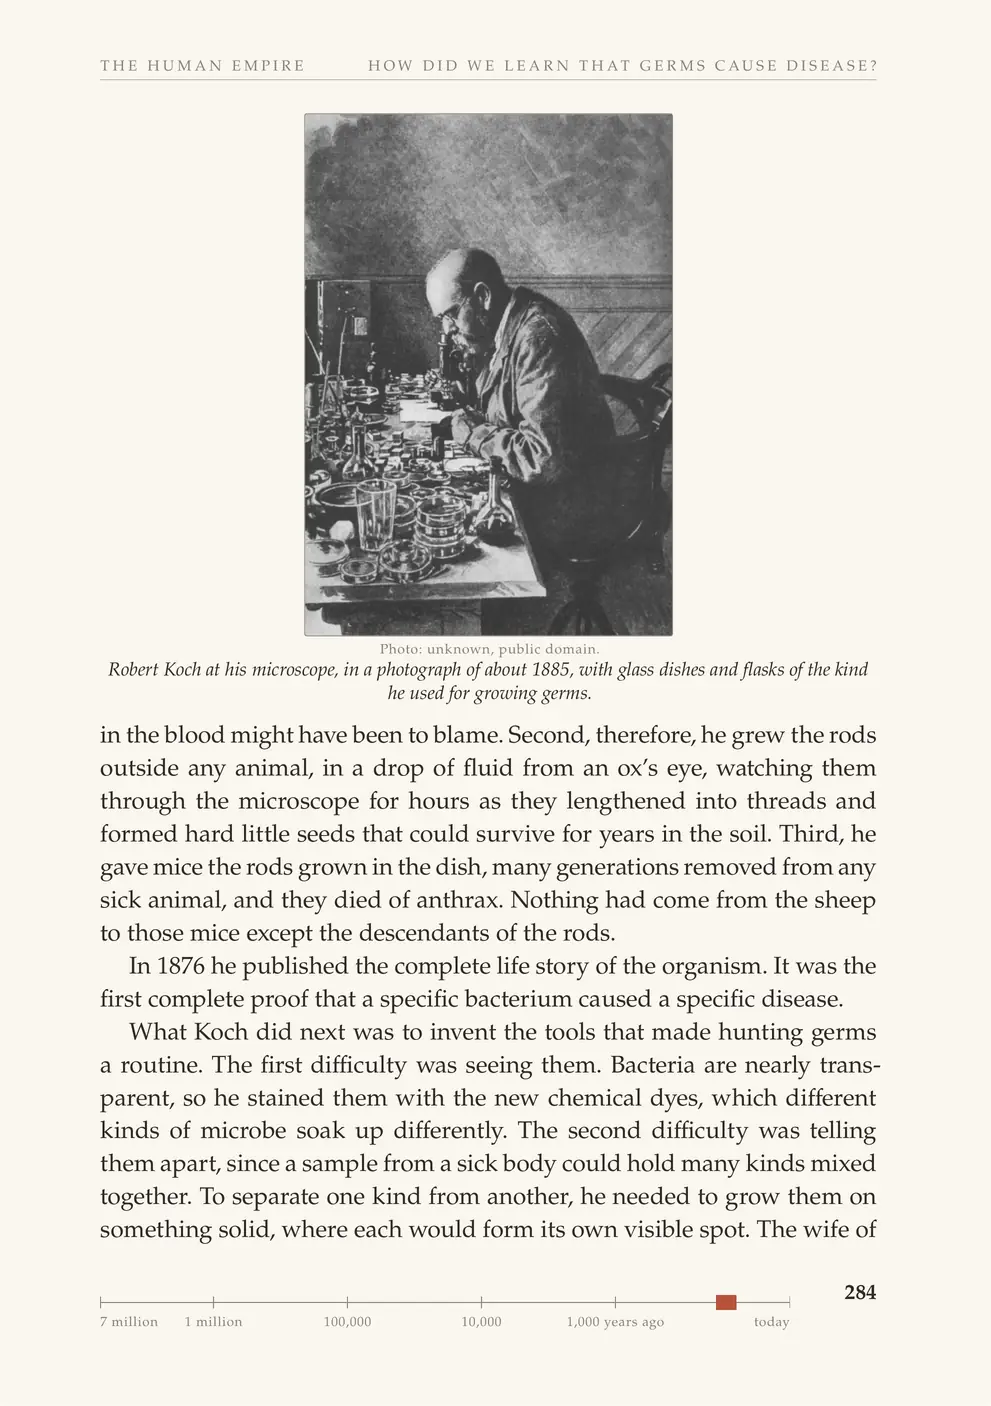 THE HUMAN EMPIRE HOW DID WE LEARN THAT GERMS CAUSE DISEASE?
Photo: unknown, public domain.
Robert Koch at his microscope, in a photograph of about 1885, with glass dishes and flasks of the kind
he used for growing germs.
in the blood might have been to blame. Second, therefore, he grew the rods
outside any animal, in a drop of fluid from an ox’s eye, watching them
through the microscope for hours as they lengthened into threads and
formed hard little seeds that could survive for years in the soil. Third, he
gave mice the rods grown in the dish, many generations removed from any
sick animal, and they died of anthrax. Nothing had come from the sheep
to those mice except the descendants of the rods.
In 1876 he published the complete life story of the organism. It was the
first complete proof that a specific bacterium caused a specific disease.
What Koch did next was to invent the tools that made hunting germs
a routine. The first difficulty was seeing them. Bacteria are nearly trans-
parent, so he stained them with the new chemical dyes, which different
kinds of microbe soak up differently. The second difficulty was telling
them apart, since a sample from a sick body could hold many kinds mixed
together. To separate one kind from another, he needed to grow them on
something solid, where each would form its own visible spot. The wife of
284
7 million 1 million 100,000 10,000 1,000 years ago today